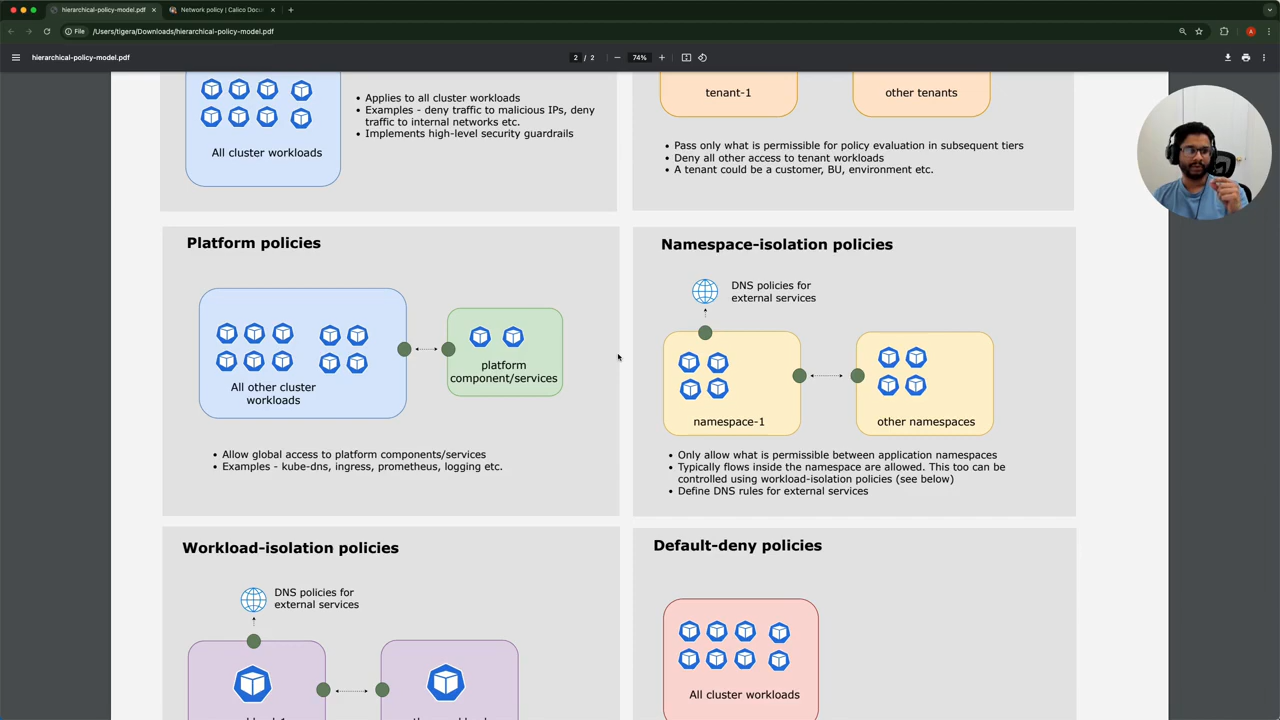 hierarchical-policy-model.pdf
Network policy | Calico Docu
File
/Users/tigera/Downloads/hierarchical-policy-model.pdf
A
hierarchical-policy-model.pdf
2 / 2
74%
All cluster workloads
• Applies to all cluster workloads
• Examples - deny traffic to malicious IPs, deny
traffic to internal networks etc.
• Implements high-level security guardrails
tenant-1
other tenants
• Pass only what is permissible for policy evaluation in subsequent tiers
• Deny all other access to tenant workloads
• A tenant could be a customer, BU, environment etc.
Platform policies
All other cluster
workloads
platform
component/services
• Allow global access to platform components/services
• Examples - kube-dns, ingress, prometheus, logging etc.
Namespace-isolation policies
DNS policies for
external services
namespace-1
other namespaces
• Only allow what is permissible between application namespaces
• Typically flows inside the namespace are allowed. This too can be
controlled using workload-isolation policies (see below)
• Define DNS rules for external services
Workload-isolation policies
DNS policies for
external services
Default-deny policies
All cluster workloads